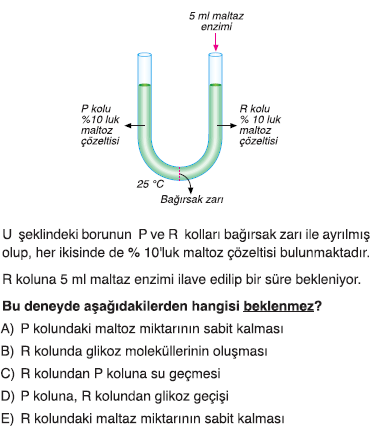 5 ml maltaz
enzimi
P kolu
%10 luk
maltoz
çözeltisi
R kolu
% 10 luk
maltoz
çözeltisi
25 °C
Bağırsak zarı
U şeklindeki borunun P ve R kolları bağırsak zarı ile ayrılmış
olup, her ikisinde de % 10'luk maltoz çözeltisi bulunmaktadır.
R koluna 5 ml maltaz enzimi ilave edilip bir süre bekleniyor.
Bu deneyde aşağıdakilerden hangisi beklenmez?
A) P kolundaki maltoz miktarının sabit kalması
B) R kolunda glikoz moleküllerinin oluşması
C) R kolundan P koluna su geçmesi
D) P koluna, R kolundan glikoz geçişi
E) R kolundaki maltaz miktarının sabit kalması